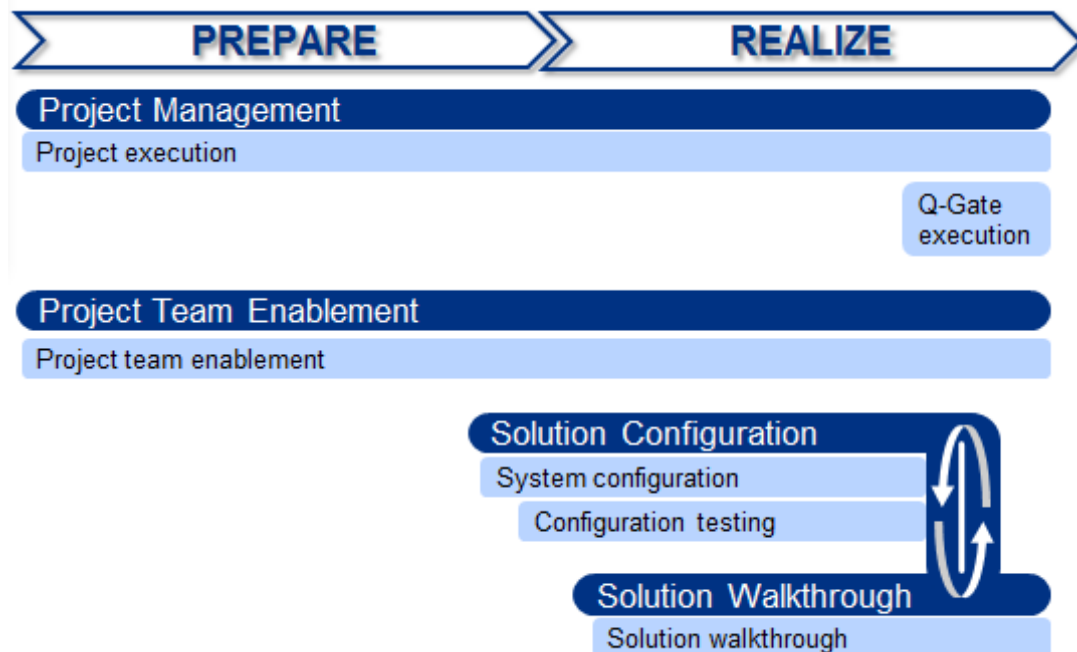 PREPARE
REALIZE
Project Management
Project execution
Q-Gate
execution
Project Team Enablement
Project team enablement
Solution Configuration
System configuration
Configuration testing
Solution Walkthrough
Solution walkthrough